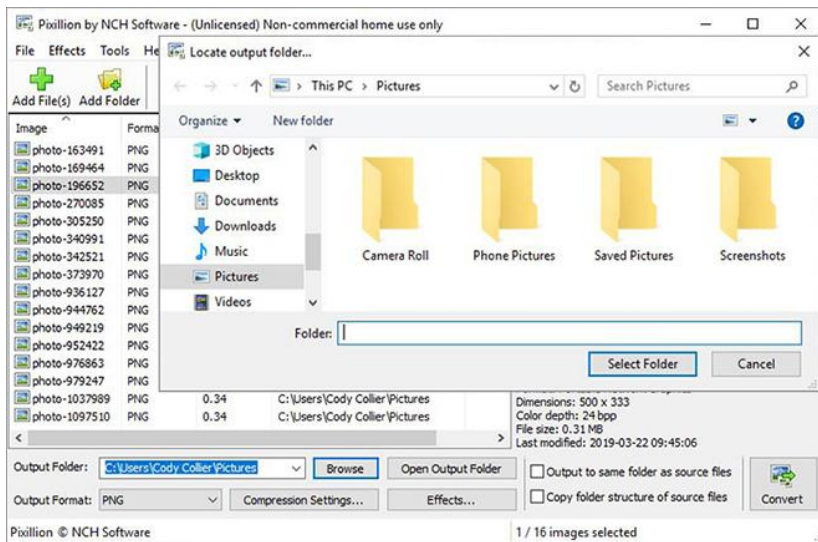 Pixillion by NCH Software - (Unlicensed) Non-commercial home use only
File Effects Tools He
Locate output folder...
Add File(s) Add Folder
This PC > Pictures
Search Pictures
Organize
New folder
Image
Forma
3D Objects
Desktop
Documents
Downloads
Music
Pictures
Videos
Camera Roll
Phone Pictures
Saved Pictures
Screenshots
Folder:
Select Folder
Cancel
photo-163491 PNG
photo-169464 PNG
photo-196652 PNG
photo-270085 PNG
photo-305250 PNG
photo-340991 PNG
photo-342521 PNG
photo-373970 PNG
photo-936127 PNG
photo-944762 PNG
photo-949219 PNG
photo-952422 PNG
photo-976863 PNG
photo-979247 PNG
photo-1037989 PNG 0.34 C:\Users\Cody Collier\Pictures
photo-1097510 PNG 0.34 C:\Users\Cody Collier\Pictures
Dimensions: 500 x 333
Color depth: 24 bpp
File size: 0.31 MB
Last modified: 2019-03-22 09:45:06
Output Folder: C:\Users\Cody Collier\Pictures Browse Open Output Folder
Output to same folder as source files
Output Format: PNG Compression Settings... Effects...
Copy folder structure of source files
Convert
Pixillion © NCH Software
1 / 16 images selected